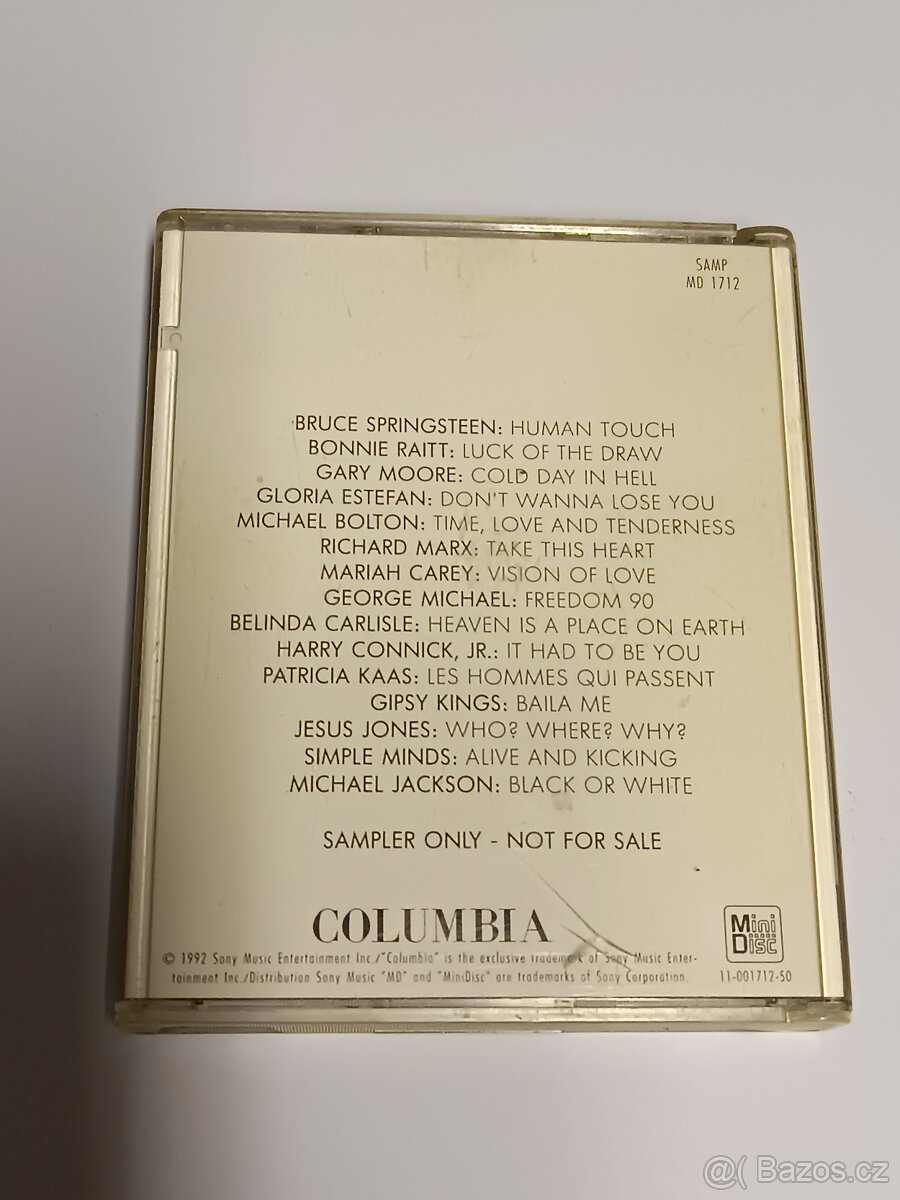 SAMP
MD 1712
BRUCE SPRINGSTEEN: HUMAN TOUCH
BONNIE RAITT: LUCK OF THE DRAW
GARY MOORE: COLD DAY IN HELL
GLORIA ESTEFAN: DON'T WANNA LOSE YOU
MICHAEL BOLTON: TIME, LOVE AND TENDERNESS
RICHARD MARX: TAKE THIS HEART
MARIAH CAREY: VISION OF LOVE
GEORGE MICHAEL: FREEDOM 90
BELINDA CARLISLE: HEAVEN IS A PLACE ON EARTH
HARRY CONNICK, JR.: IT HAD TO BE YOU
PATRICIA KAAS: LES HOMMES QUI PASSENT
GIPSY KINGS: BAILA ME
JESUS JONES: WHO? WHERE? WHY?
SIMPLE MINDS: ALIVE AND KICKING
MICHAEL JACKSON: BLACK OR WHITE
SAMPLER ONLY - NOT FOR SALE
COLUMBIA
Mini
Disc
© 1992 Sony Music Entertainment Inc./"Columbia" is the exclusive trademark of Sony Music Enter-
tainment Inc./Distribution Sony Music "MD" and "MiniDisc" are trademarks of Sony Corporation.
11-001712-50
@ Bazos.cz